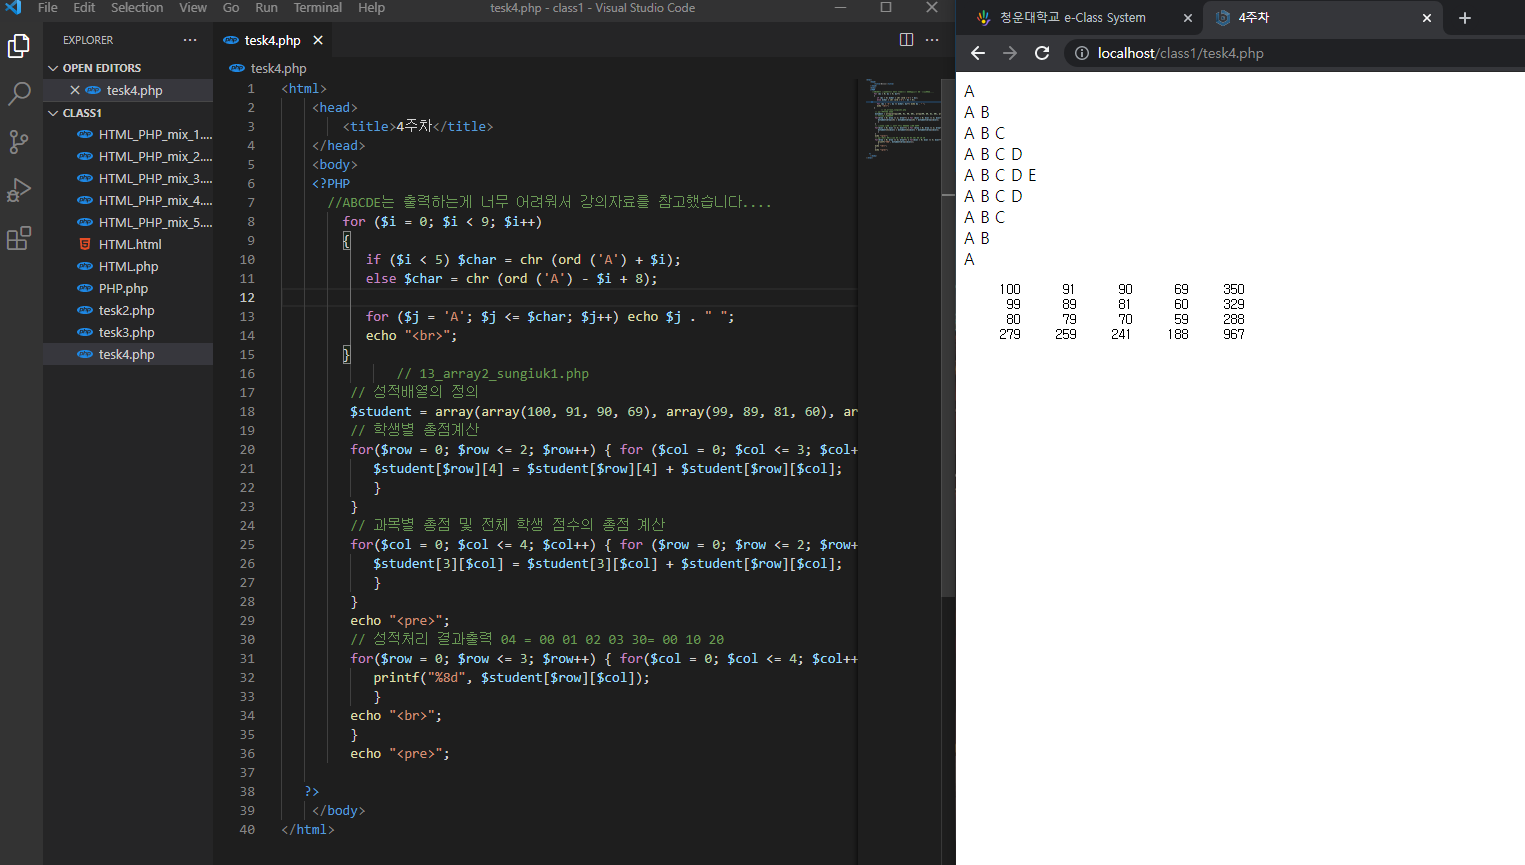 File Edit Selection View Go Run Terminal Help
tesk4.php - class1 - Visual Studio Code
EXPLORER
OPEN EDITORS
tesk4.php
CLASS1
HTML_PHP_mix_1....
HTML_PHP_mix_2....
HTML_PHP_mix_3....
HTML_PHP_mix_4....
HTML_PHP_mix_5....
HTML.html
HTML.php
PHP.php
tesk2.php
tesk3.php
tesk4.php
tesk4.php
tesk4.php
1 <html>
2 <head>
3 <title>4주차</title>
4 </head>
5 <body>
6 <?PHP
7 //ABCDE는 출력하는게 너무 어려워서 강의자료를 참고했습니다....
8 for ($i = 0; $i < 9; $i++)
9 {
10 if ($i < 5) $char = chr (ord ('A') + $i);
11 else $char = chr (ord ('A') - $i + 8);
12
13 for ($j = 'A'; $j <= $char; $j++) echo $j . " ";
14 echo "<br>";
15 }
16 // 13_array2_sungiuk1.php
17 // 성적배열의 정의
18 $student = array(array(100, 91, 90, 69), array(99, 89, 81, 60), ar
19 // 학생별 총점계산
20 for($row = 0; $row <= 2; $row++) { for ($col = 0; $col <= 3; $col+
21 $student[$row][4] = $student[$row][4] + $student[$row][$col];
22 }
23 }
24 // 과목별 총점 및 전체 학생 점수의 총점 계산
25 for($col = 0; $col <= 4; $col++) { for ($row = 0; $row <= 2; $row+
26 $student[3][$col] = $student[3][$col] + $student[$row][$col];
27 }
28 }
29 echo "<pre>";
30 // 성적처리 결과출력 04 = 00 01 02 03 30= 00 10 20
31 for($row = 0; $row <= 3; $row++) { for($col = 0; $col <= 4; $col++
32 printf("%8d", $student[$row][$col]);
33 }
34 echo "<br>";
35 }
36 echo "<pre>";
37
38 ?>
39 </body>
40 </html>
청운대학교 e-Class System
4주차
localhost/class1/tesk4.php
A
A B
A B C
A B C D
A B C D E
A B C D
A B C
A B
A
100 91 90 69 350
99 89 81 60 329
80 79 70 59 288
279 259 241 188 967